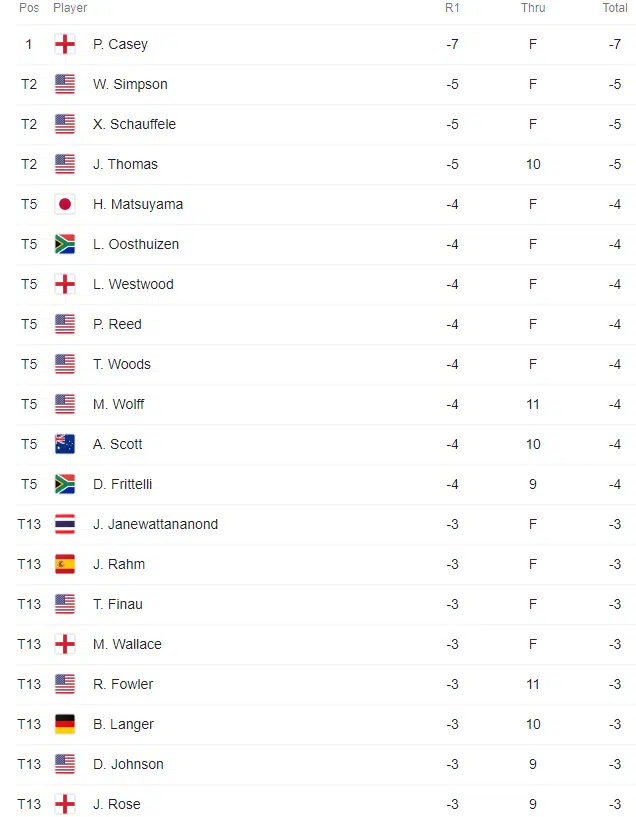 Pos Player R1 Thru Total
1 P. Casey -7 F -7
T2 W. Simpson -5 F -5
T2 X. Schauffele -5 F -5
T2 J. Thomas -5 10 -5
T5 H. Matsuyama -4 F -4
T5 L. Oosthuizen -4 F -4
T5 L. Westwood -4 F -4
T5 P. Reed -4 F -4
T5 T. Woods -4 F -4
T5 M. Wolff -4 11 -4
T5 A. Scott -4 10 -4
T5 D. Frittelli -4 9 -4
T13 J. Janewattananond -3 F -3
T13 J. Rahm -3 F -3
T13 T. Finau -3 F -3
T13 M. Wallace -3 F -3
T13 R. Fowler -3 11 -3
T13 B. Langer -3 10 -3
T13 D. Johnson -3 9 -3
T13 J. Rose -3 9 -3